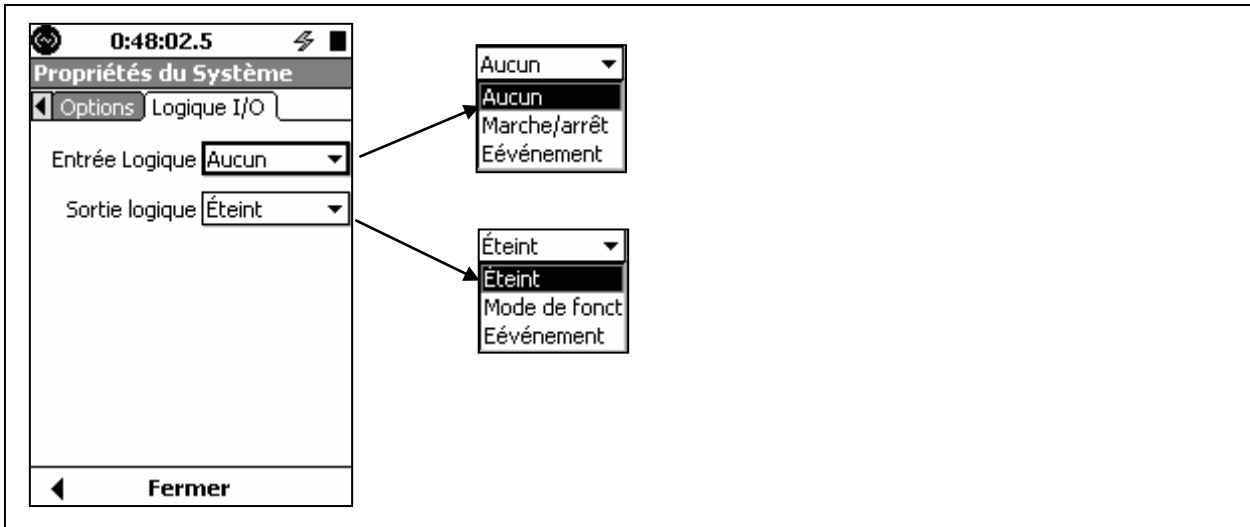 0:48:02.5
Propriétés du Système
Options Logique I/O
Entrée Logique Aucun
Sortie logique Éteint
Fermer
Aucun
Aucun
Marche/arrêt
Eévénement
Éteint
Éteint
Mode de fonct
Eévénement